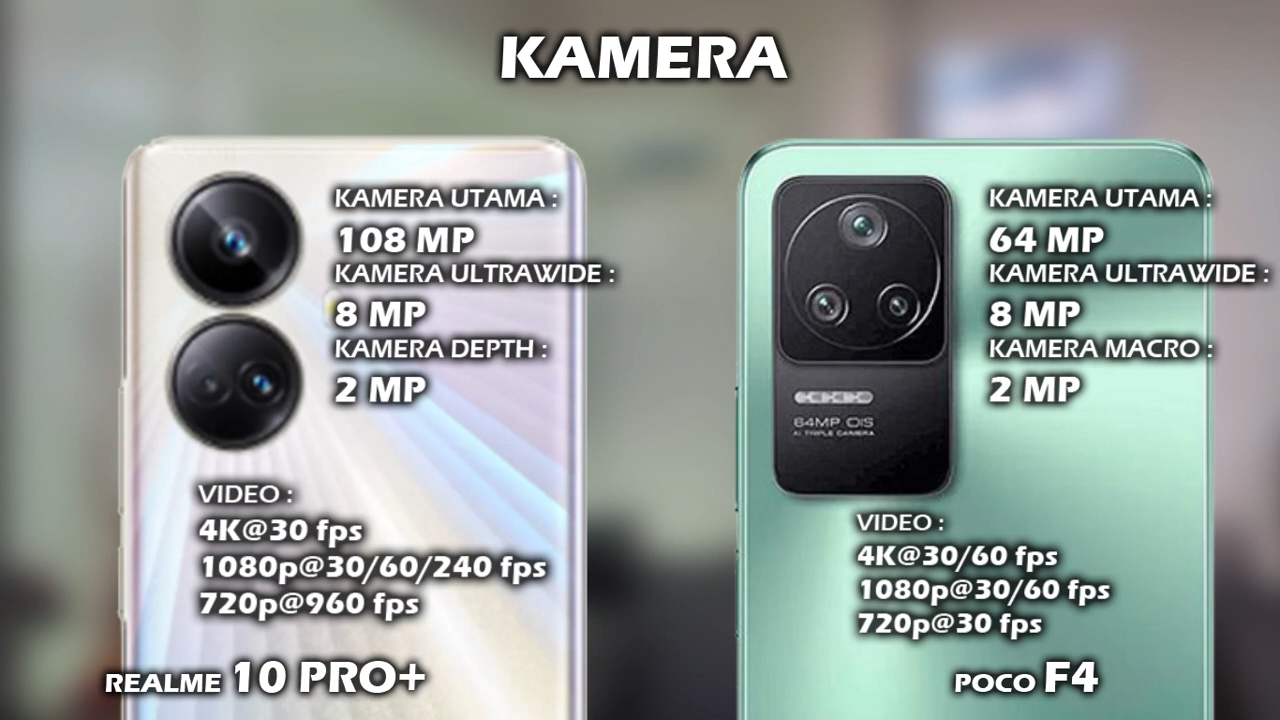 KAMERA
KAMERA UTAMA :
108 MP
KAMERA ULTRAWIDE :
8 MP
KAMERA DEPTH :
2 MP
VIDEO :
4K@30 fps
1080p@30/60/240 fps
720p@960 fps
REALME 10 PRO+
KAMERA UTAMA :
64 MP
KAMERA ULTRAWIDE :
8 MP
KAMERA MACRO :
2 MP
64MP OIS
AI TRIPLE CAMERA
VIDEO :
4K@30/60 fps
1080p@30/60 fps
720p@30 fps
POCO F4